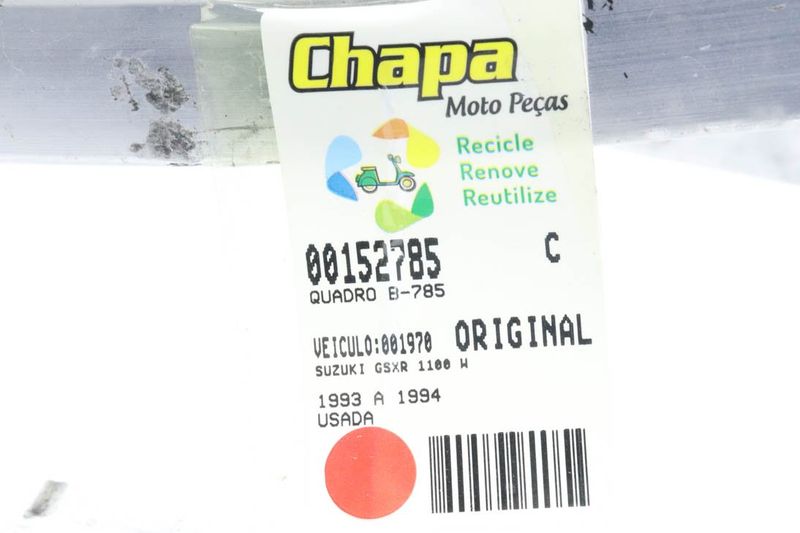 Chapa
Moto Peças
Recicle
Renove
Reutilize
00152785 C
QUADRO B-785
VEICULO:001970 ORIGINAL
SUZUKI GSXR 1100 W
1993 A 1994
USADA